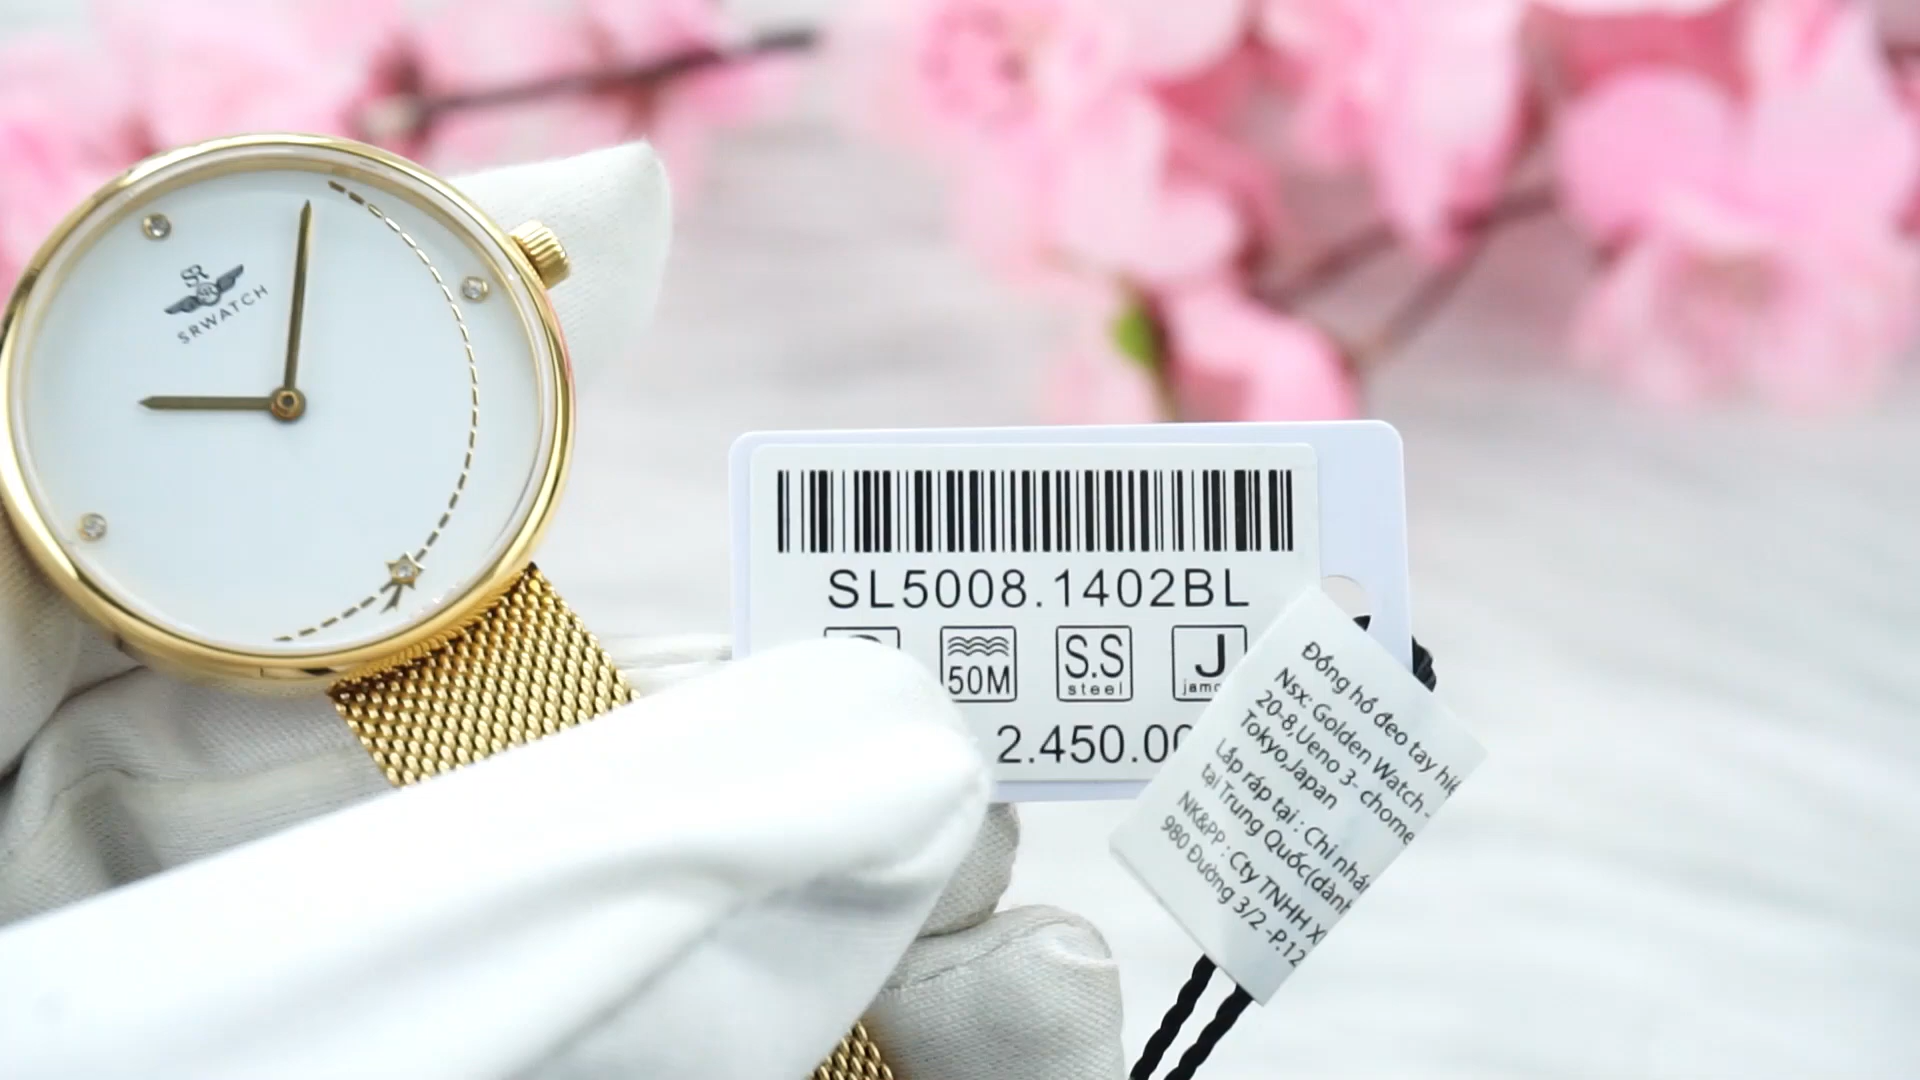 SR
SRWATCH
SL5008.1402BL
50M
S.S
steel
J
2.450.00
Đồng hồ đeo tay
Nsx: Golden Watch -
20-8,Ueno 3- chome
Tokyo,Japan
Lắp ráp tại : Chi
tại Trung Quốc(dành
NK&PP : Cty TNHH
980 Đường 3/2 -P.12